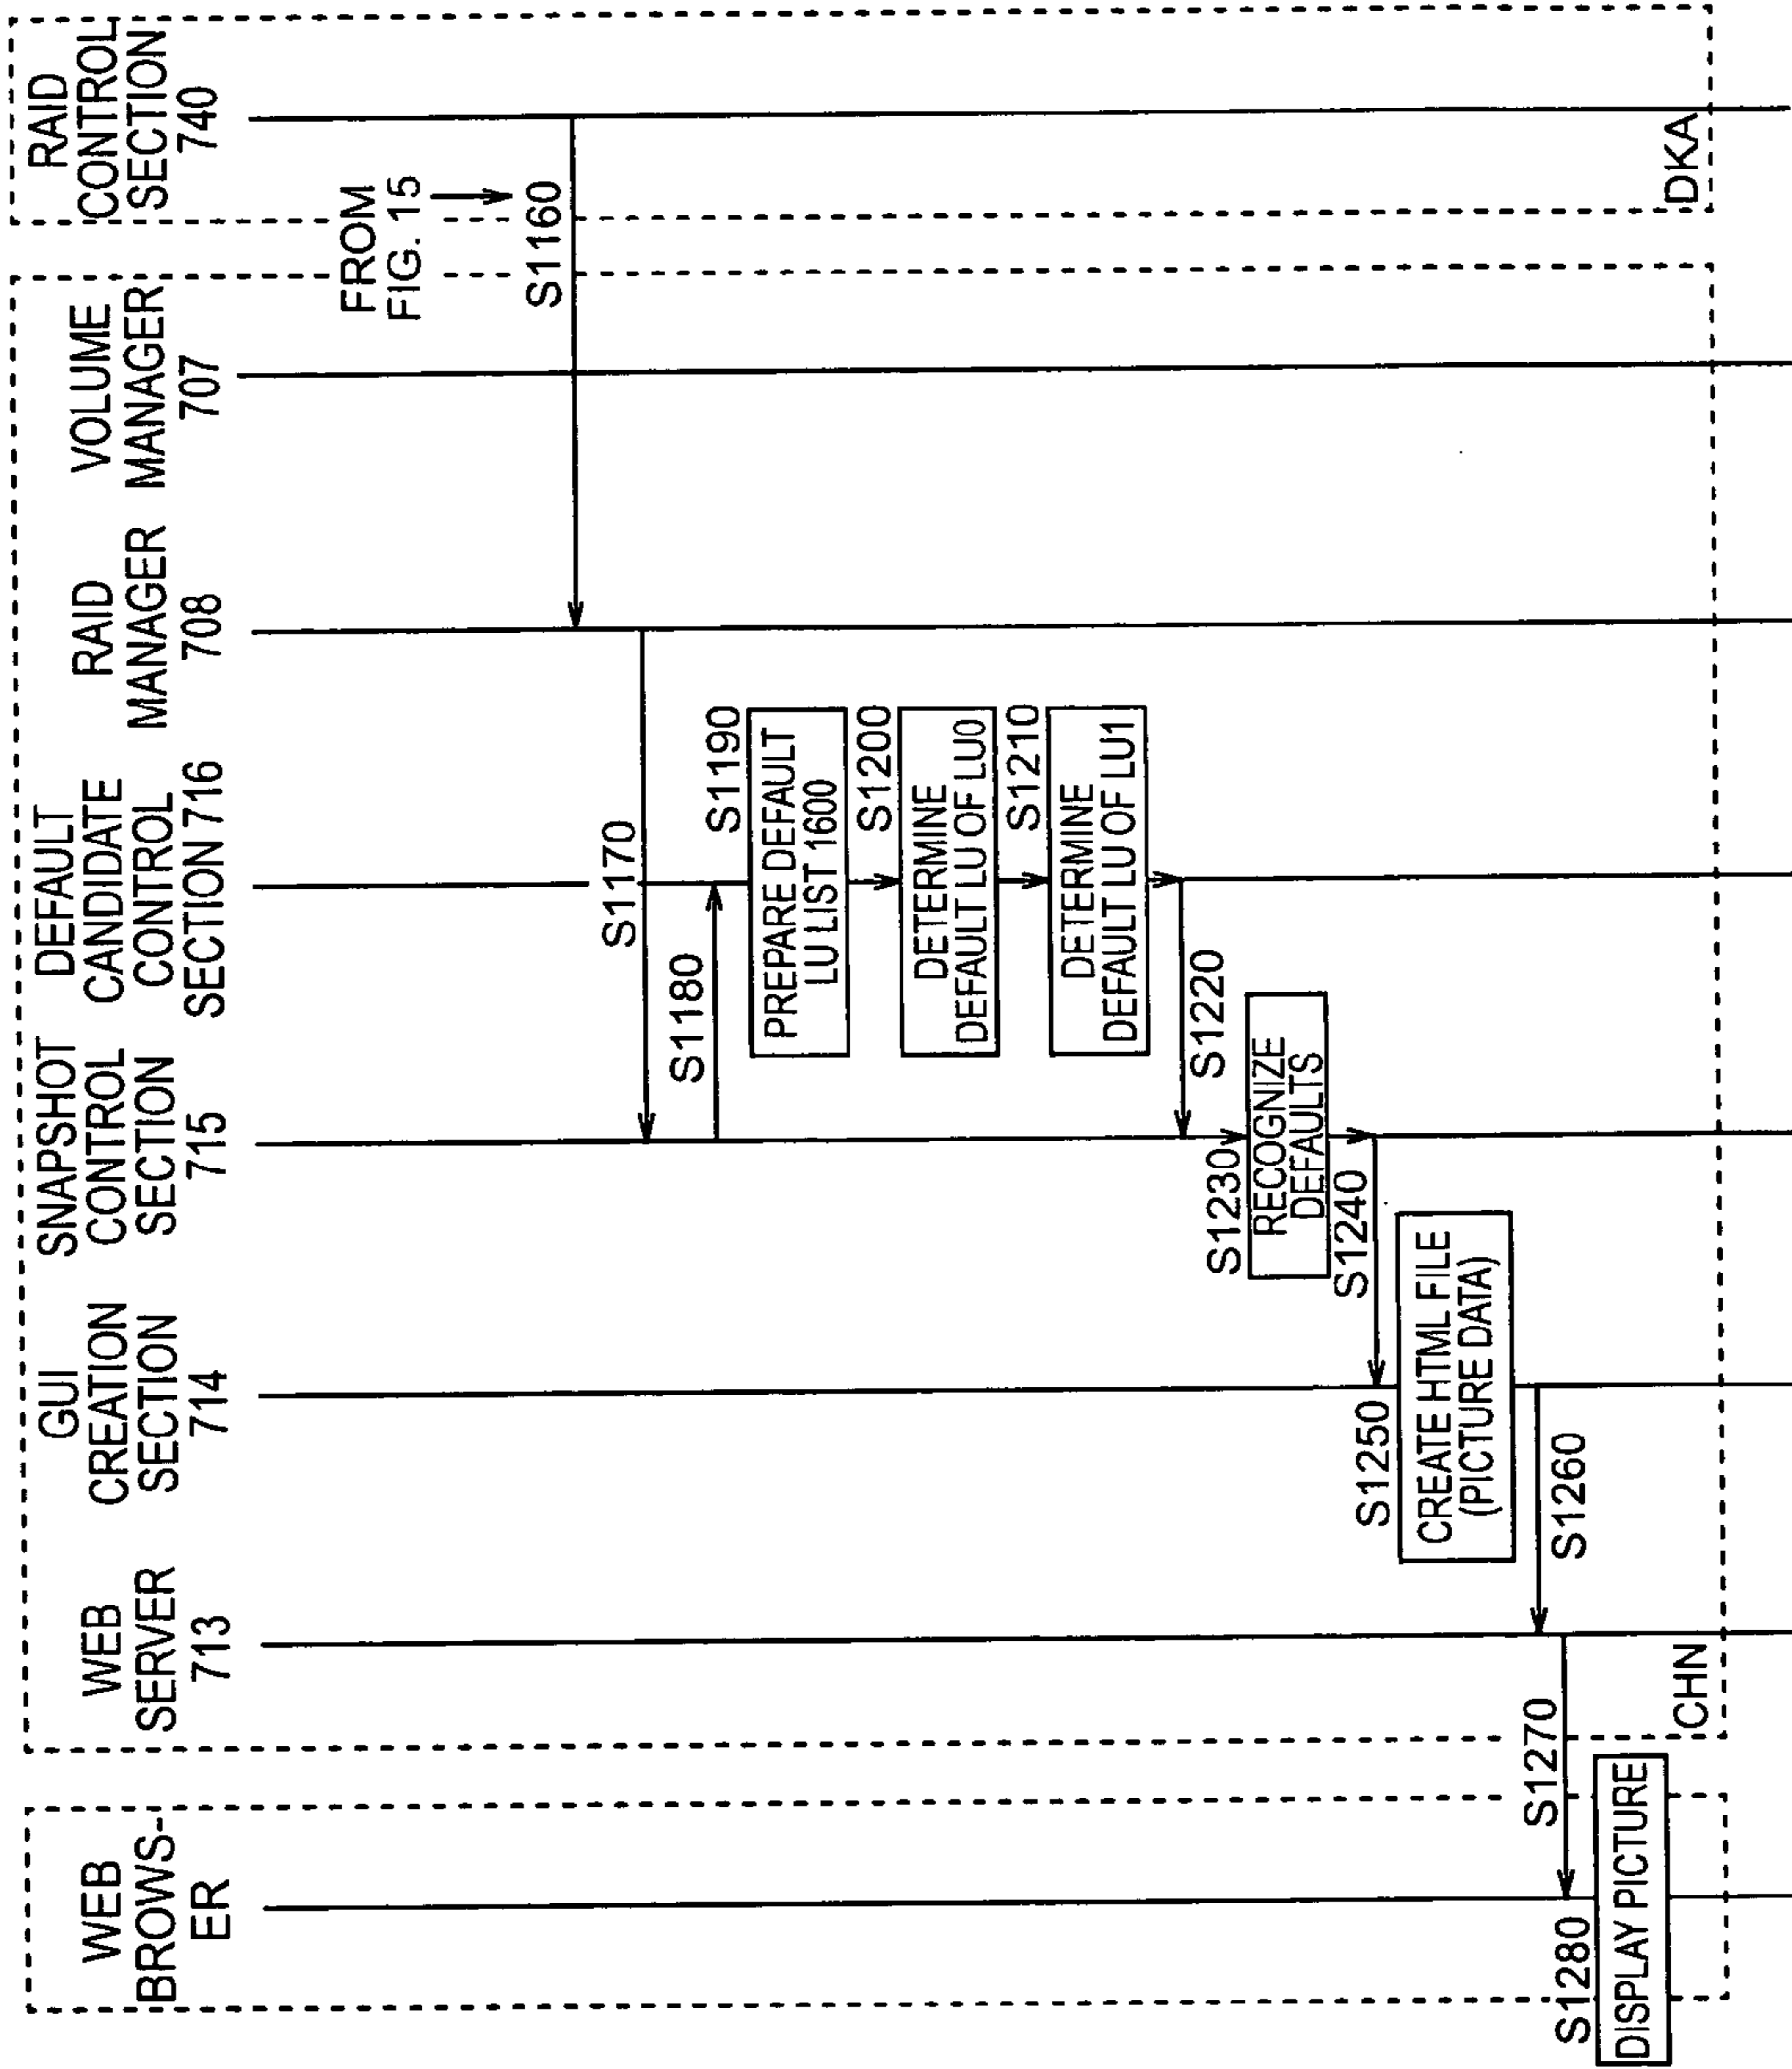 WEB
BROWS-
ER
WEB
SERVER
713
GUI
CREATION
SECTION
714
SNAPSHOT
CONTROL
SECTION
715
DEFAULT
CANDIDATE
CONTROL
SECTION 716
RAID
MANAGER
708
VOLUME
MANAGER
707
RAID
CONTROL
SECTION
740
FROM
FIG. 15
S1160
S1170
S1180
S1190
PREPARE DEFAULT
LU LIST 1600
S1200
DETERMINE
DEFAULT LU OF LU0
S1210
DETERMINE
DEFAULT LU OF LU1
S1220
S1230
RECOGNIZE
DEFAULTS
S1240
S1250
CREATE HTML FILE
(PICTURE DATA)
S1260
S1270
S1280
DISPLAY PICTURE
CHN
DKA